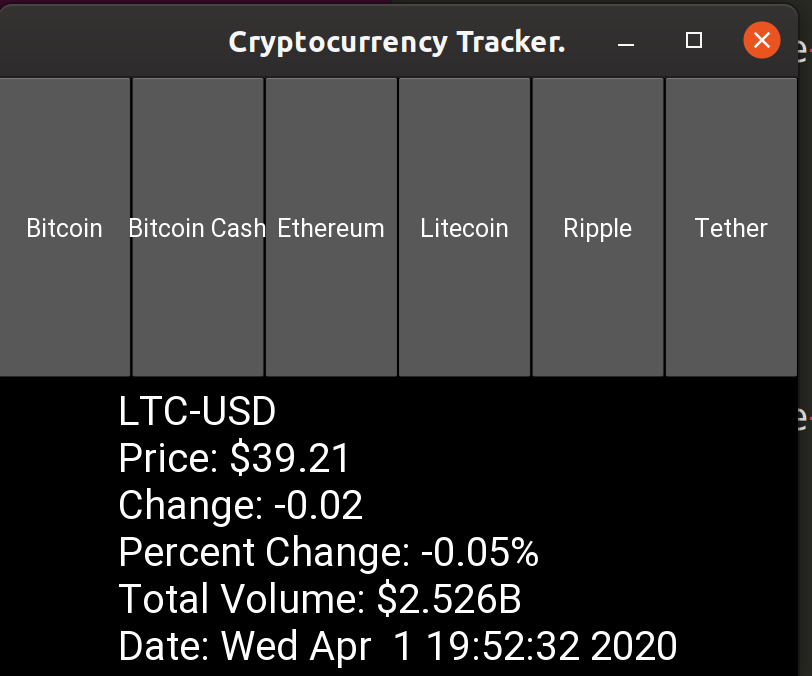 Cryptocurrency Tracker.
Bitcoin Bitcoin Cash Ethereum Litecoin Ripple Tether
LTC-USD
Price: $39.21
Change: -0.02
Percent Change: -0.05%
Total Volume: $2.526B
Date: Wed Apr  1 19:52:32 2020